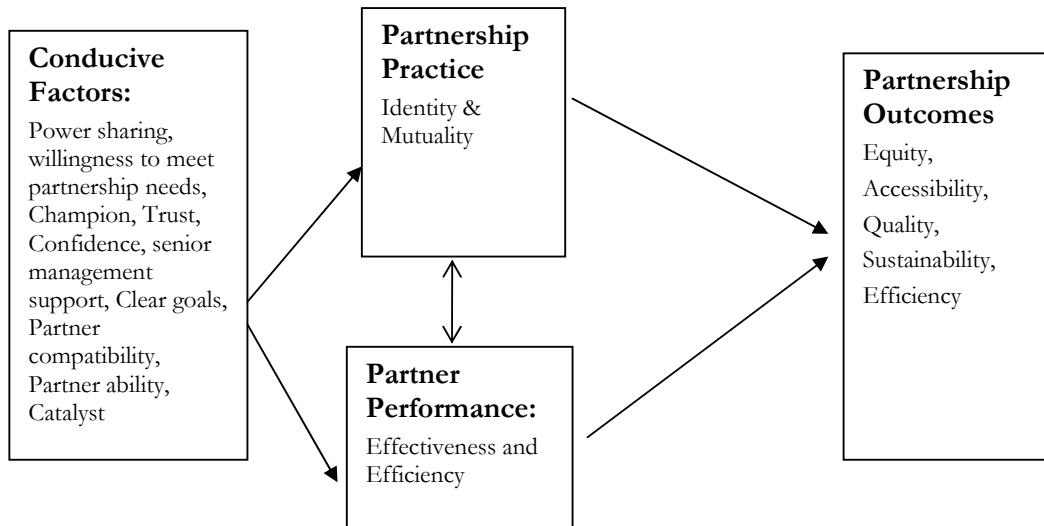 Conducive
Factors:
Power sharing,
willingness to meet
partnership needs,
Champion, Trust,
Confidence, senior
management
support, Clear goals,
Partner
compatibility,
Partner ability,
Catalyst
Partnership
Practice
Identity &
Mutuality
Partner
Performance:
Effectiveness and
Efficiency
Partnership
Outcomes
Equity,
Accessibility,
Quality,
Sustainability,
Efficiency